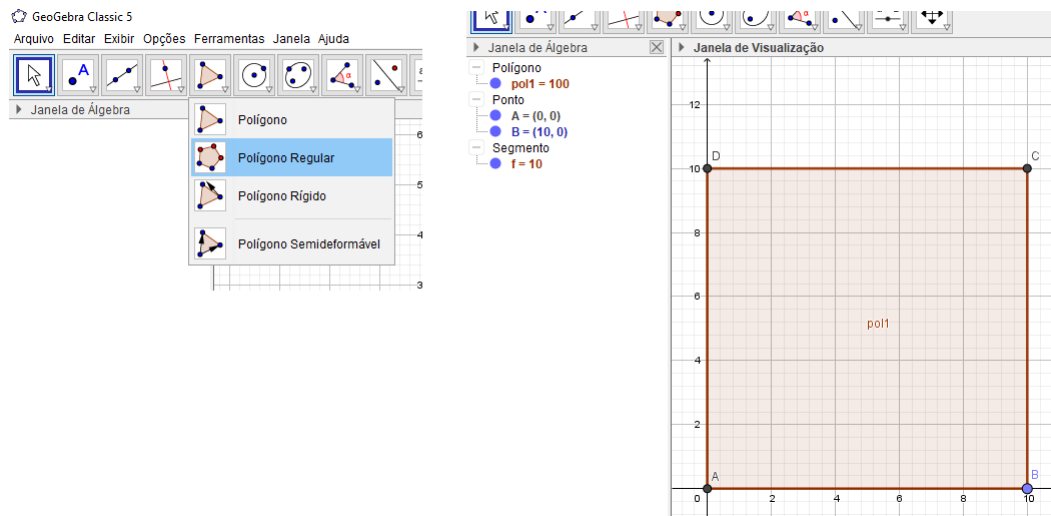 GeoGebra Classic 5
Arquivo Editar Exibir Opções Ferramentas Janela Ajuda
A
α
a
Janela de Álgebra
Polígono
Polígono Regular
Polígono Rígido
Polígono Semideformável
6
5
4
3
Janela de Álgebra
Polígono
pol1 = 100
Ponto
A = (0, 0)
B = (10, 0)
Segmento
f = 10
Janela de Visualização
12
D
C
10
8
6
pol1
4
2
A
B
0 2 4 6 8 10